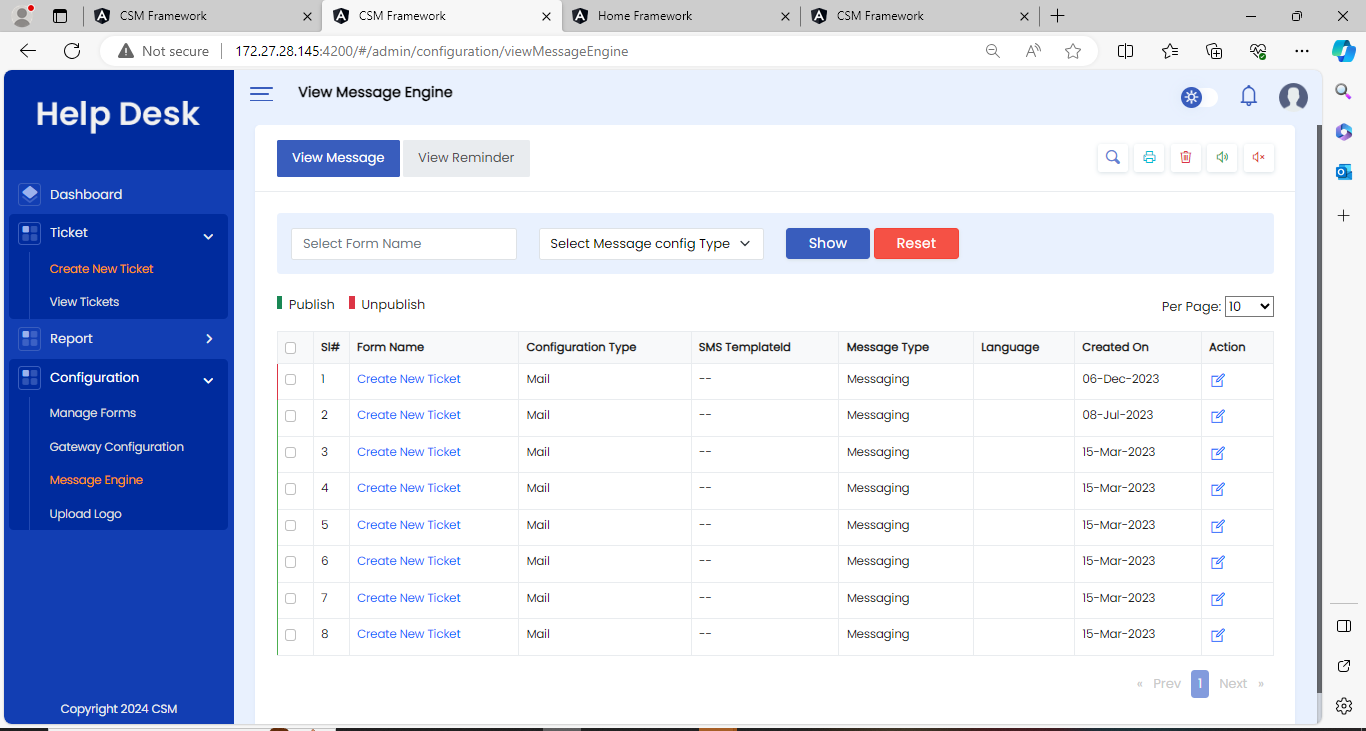 CSM Framework
CSM Framework
Home Framework
CSM Framework
Not secure
172.27.28.145:4200/#/admin/configuration/viewMessageEngine
Help Desk
View Message Engine
View Message
View Reminder
Dashboard
Ticket
Create New Ticket
View Tickets
Report
Configuration
Manage Forms
Gateway Configuration
Message Engine
Upload Logo
Copyright 2024 CSM
Select Form Name
Select Message config Type
Show
Reset
Publish Unpublish
Per Page: 10
Sl# Form Name Configuration Type SMS TemplateId Message Type Language Created On Action
1 Create New Ticket Mail -- Messaging 06-Dec-2023
2 Create New Ticket Mail -- Messaging 08-Jul-2023
3 Create New Ticket Mail -- Messaging 15-Mar-2023
4 Create New Ticket Mail -- Messaging 15-Mar-2023
5 Create New Ticket Mail -- Messaging 15-Mar-2023
6 Create New Ticket Mail -- Messaging 15-Mar-2023
7 Create New Ticket Mail -- Messaging 15-Mar-2023
8 Create New Ticket Mail -- Messaging 15-Mar-2023
« Prev 1 Next »